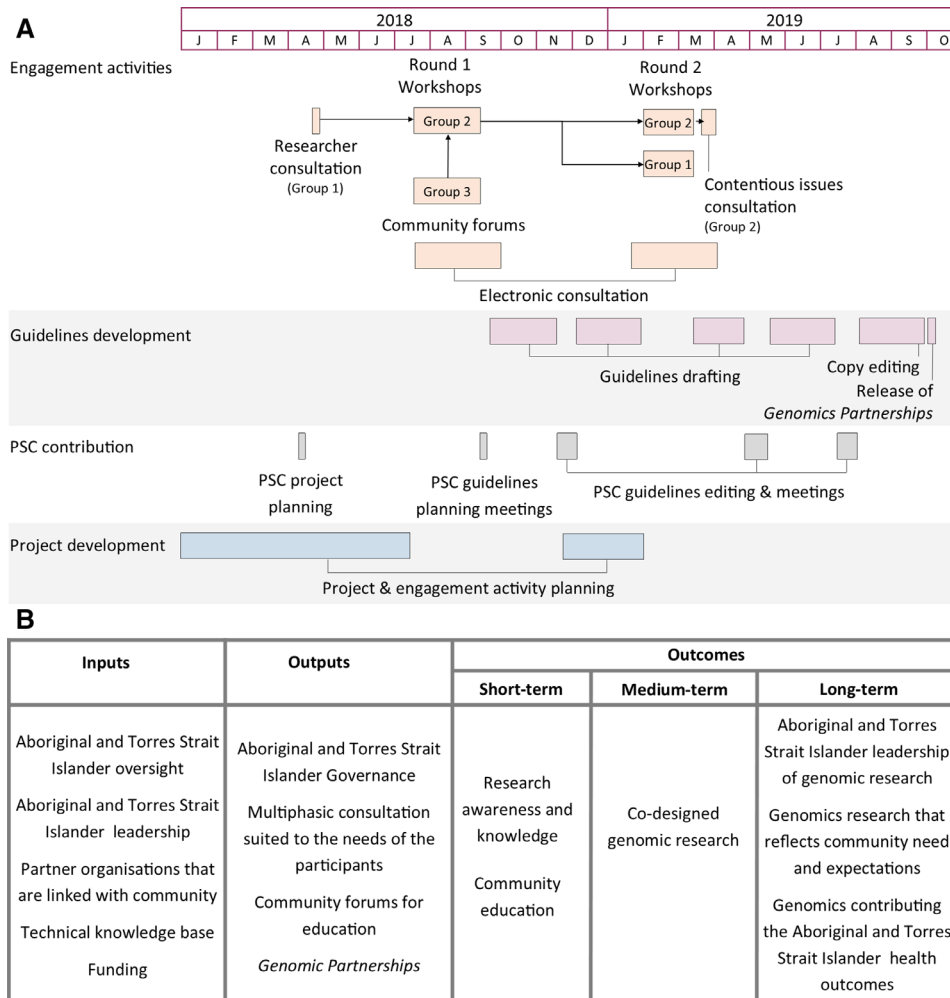 A
2018
2019
J F M A M J J A S O N D J F M A M J J A S O
Engagement activities
Round 1
Workshops
Round 2
Workshops
Group 2
Group 2
Researcher
consultation
(Group 1)
Group 1
Group 3
Contentious issues
consultation
(Group 2)
Community forums
Electronic consultation
Guidelines development
Guidelines drafting
Copy editing
Release of
Genomics Partnerships
PSC contribution
PSC project
planning
PSC guidelines
planning meetings
PSC guidelines editing & meetings
Project development
Project & engagement activity planning
B
Inputs
Outputs
Outcomes
Short-term
Medium-term
Long-term
Aboriginal and Torres Strait
Islander oversight
Aboriginal and Torres Strait
Islander leadership
Partner organisations that
are linked with community
Technical knowledge base
Funding
Aboriginal and Torres Strait
Islander Governance
Multiphasic consultation
suited to the needs of the
participants
Community forums for
education
Genomic Partnerships
Research
awareness and
knowledge
Community
education
Co-designed
genomic research
Aboriginal and Torres
Strait Islander leadership
of genomic research
Genomics research that
reflects community need
and expectations
Genomics contributing
the Aboriginal and Torres
Strait Islander health
outcomes